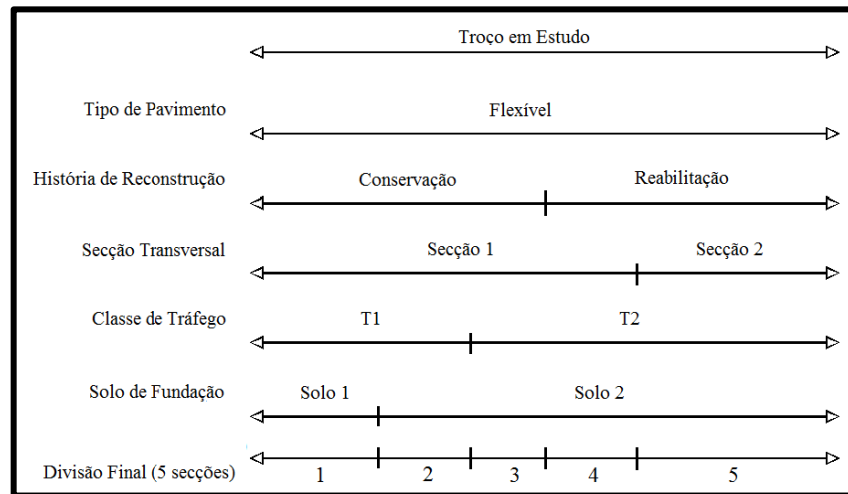 Troço em Estudo
Tipo de Pavimento Flexível
História de Reconstrução Conservação Reabilitação
Secção Transversal Secção 1 Secção 2
Classe de Tráfego T1 T2
Solo de Fundação Solo 1 Solo 2
Divisão Final (5 secções) 1 2 3 4 5